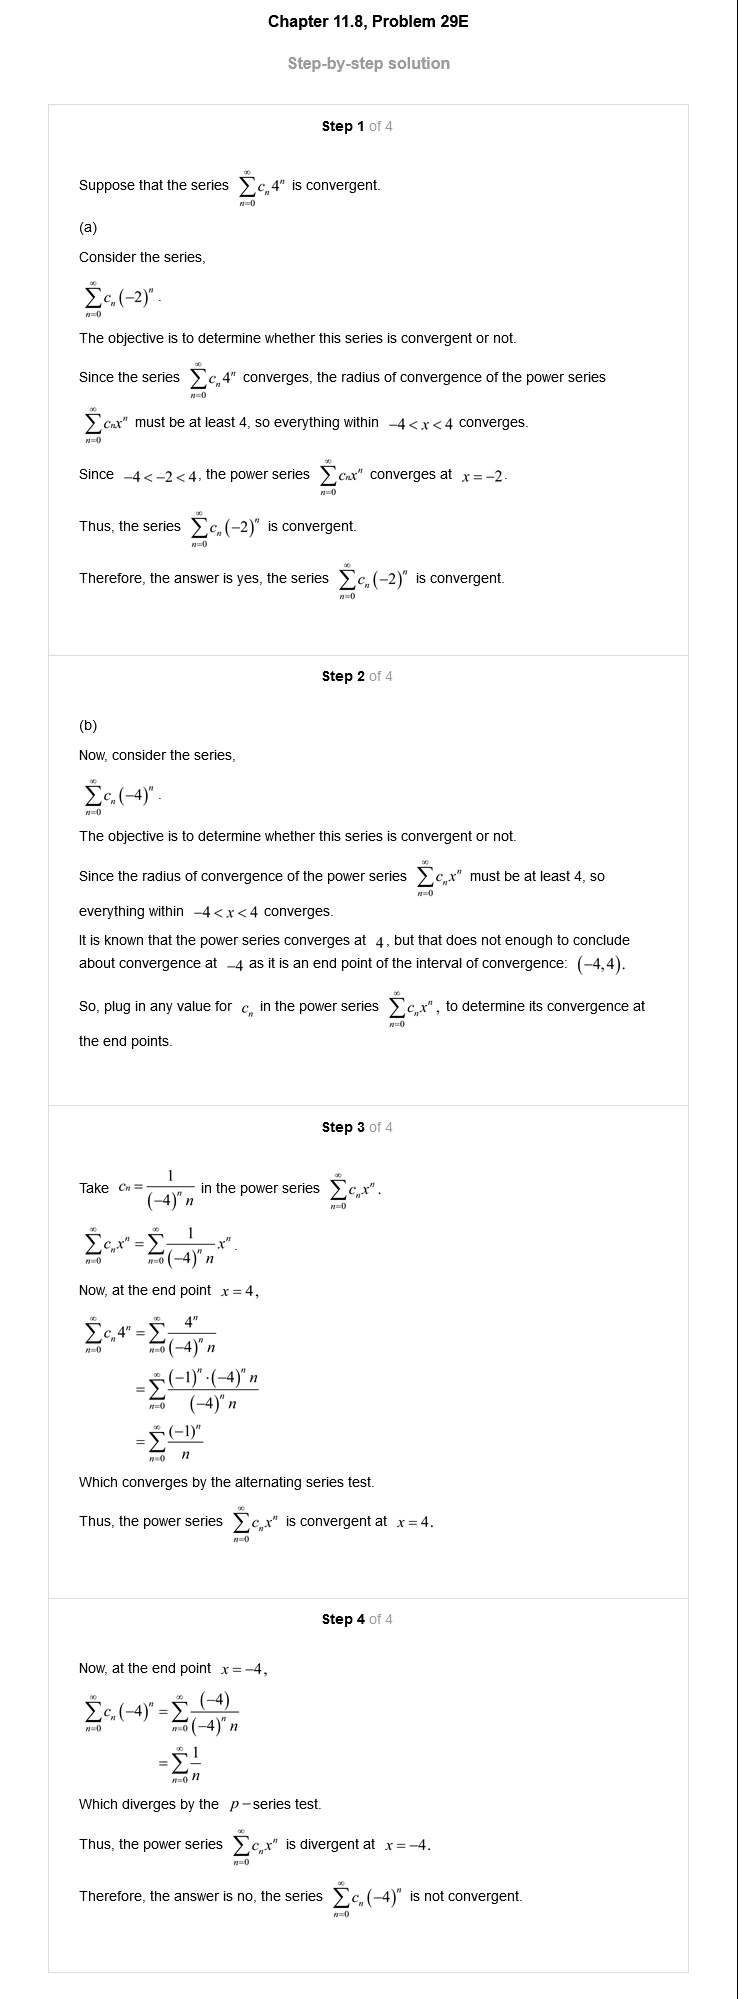 Chapter 11.8, Problem 29E
Step-by-step solution
Step 1 of 4
Suppose that the series $\sum_{n=0}^{\infty} c_n 4^n$ is convergent.
(a)
Consider the series,
$\sum_{n=0}^{\infty} c_n (-2)^n$ .
The objective is to determine whether this series is convergent or not.
Since the series $\sum_{n=0}^{\infty} c_n 4^n$ converges, the radius of convergence of the power series
$\sum_{n=0}^{\infty} c_n x^n$ must be at least 4, so everything within $-4 < x < 4$ converges.
Since $-4 < -2 < 4$, the power series $\sum_{n=0}^{\infty} c_n x^n$ converges at $x = -2$.
Thus, the series $\sum_{n=0}^{\infty} c_n (-2)^n$ is convergent.
Therefore, the answer is yes, the series $\sum_{n=0}^{\infty} c_n (-2)^n$ is convergent.
Step 2 of 4
(b)
Now, consider the series,
$\sum_{n=0}^{\infty} c_n (-4)^n$ .
The objective is to determine whether this series is convergent or not.
Since the radius of convergence of the power series $\sum_{n=0}^{\infty} c_n x^n$ must be at least 4, so
everything within $-4 < x < 4$ converges.
It is known that the power series converges at $4$, but that does not enough to conclude
about convergence at $-4$ as it is an end point of the interval of convergence: $(-4,4)$.
So, plug in any value for $c_n$ in the power series $\sum_{n=0}^{\infty} c_n x^n$, to determine its convergence at
the end points.
Step 3 of 4
Take $c_n = \frac{1}{(-4)^n n}$ in the power series $\sum_{n=0}^{\infty} c_n x^n$.
$\sum_{n=0}^{\infty} c_n x^n = \sum_{n=0}^{\infty} \frac{1}{(-4)^n n} x^n$.
Now, at the end point $x = 4$,
$\sum_{n=0}^{\infty} c_n 4^n = \sum_{n=0}^{\infty} \frac{4^n}{(-4)^n n}$
$= \sum_{n=0}^{\infty} \frac{(-1)^n \cdot (-4)^n n}{(-4)^n n}$
$= \sum_{n=0}^{\infty} \frac{(-1)^n}{n}$
Which converges by the alternating series test.
Thus, the power series $\sum_{n=0}^{\infty} c_n x^n$ is convergent at $x = 4$.
Step 4 of 4
Now, at the end point $x = -4$,
$\sum_{n=0}^{\infty} c_n (-4)^n = \sum_{n=0}^{\infty} \frac{(-4)}{(-4)^n n}$
$= \sum_{n=0}^{\infty} \frac{1}{n}$
Which diverges by the $p-$series test.
Thus, the power series $\sum_{n=0}^{\infty} c_n x^n$ is divergent at $x = -4$.
Therefore, the answer is no, the series $\sum_{n=0}^{\infty} c_n (-4)^n$ is not convergent.